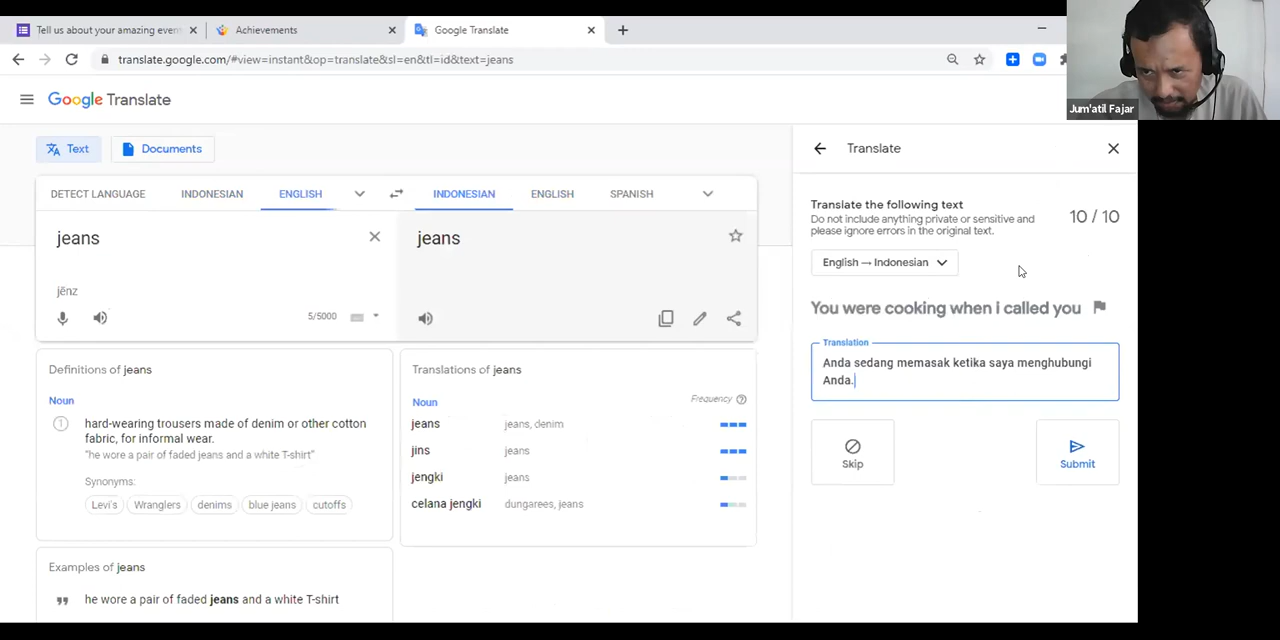 Tell us about your amazing even
Achievements
Google Translate
translate.google.com/#view=instant&op=translate&sl=en&tl=id&text=jeans
Jum'atil Fajar
Google Translate
Text
Documents
DETECT LANGUAGE
INDONESIAN
ENGLISH
INDONESIAN
ENGLISH
SPANISH
jeans
jēnz
5/5000
jeans
Definitions of jeans
Noun
1
hard-wearing trousers made of denim or other cotton
fabric, for informal wear.
"he wore a pair of faded jeans and a white T-shirt"
Synonyms:
Levi's
Wranglers
denims
blue jeans
cutoffs
Examples of jeans
he wore a pair of faded jeans and a white T-shirt
Translations of jeans
Noun
Frequency
jeans jeans, denim
jins jeans
jengki jeans
celana jengki dungarees, jeans
Translate
Translate the following text
Do not include anything private or sensitive and
please ignore errors in the original text.
10 / 10
English → Indonesian
You were cooking when i called you
Translation
Anda sedang memasak ketika saya menghubungi
Anda.
Skip
Submit